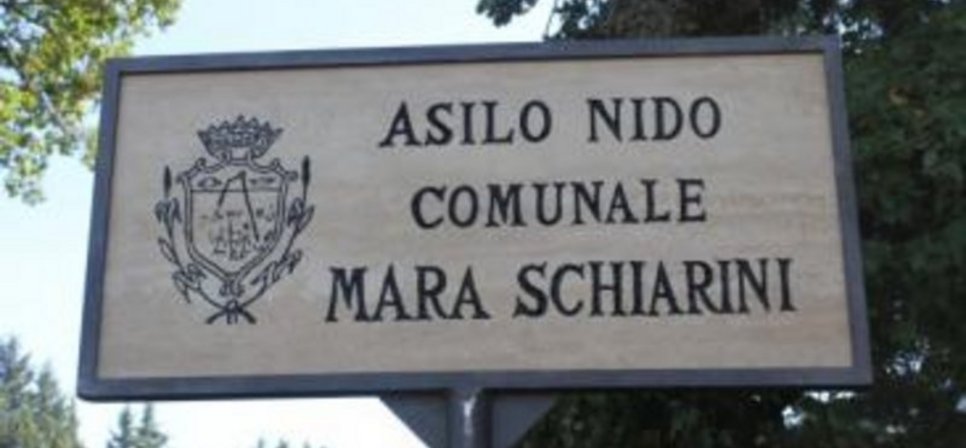 ASILO NIDO
COMUNALE
MARA SCHIARINI